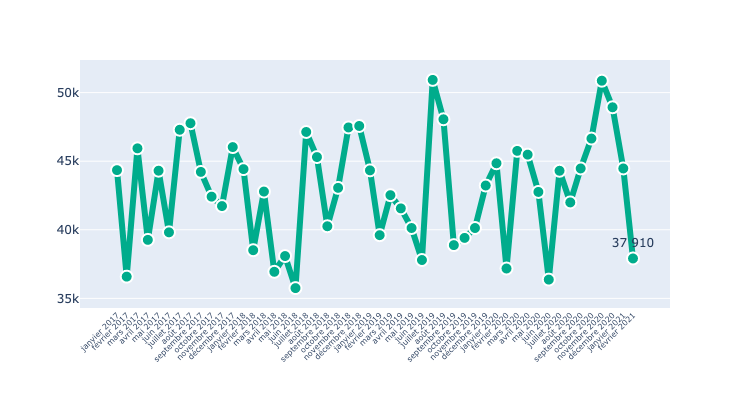 50k
45k
40k
35k
37 910
janvier 2017
février 2017
mars 2017
avril 2017
mai 2017
juin 2017
juillet 2017
août 2017
septembre 2017
octobre 2017
novembre 2017
décembre 2017
janvier 2018
février 2018
mars 2018
avril 2018
mai 2018
juin 2018
juillet 2018
août 2018
septembre 2018
octobre 2018
novembre 2018
décembre 2018
janvier 2019
février 2019
mars 2019
avril 2019
mai 2019
juin 2019
juillet 2019
août 2019
septembre 2019
octobre 2019
novembre 2019
décembre 2019
janvier 2020
février 2020
mars 2020
avril 2020
mai 2020
juin 2020
juillet 2020
août 2020
septembre 2020
octobre 2020
novembre 2020
décembre 2020
janvier 2021
février 2021